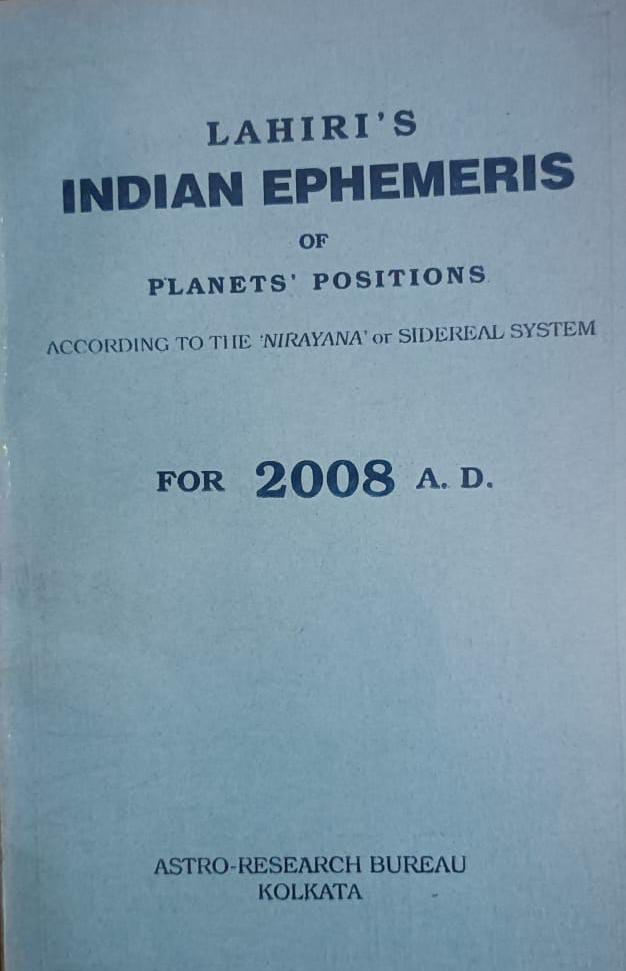 LAHIRI'S
INDIAN EPHEMERIS
OF
PLANETS' POSITIONS
ACCORDING TO THE 'NIRAYANA' or SIDEREAL SYSTEM
FOR 2008 A. D.
ASTRO-RESEARCH BUREAU
KOLKATA